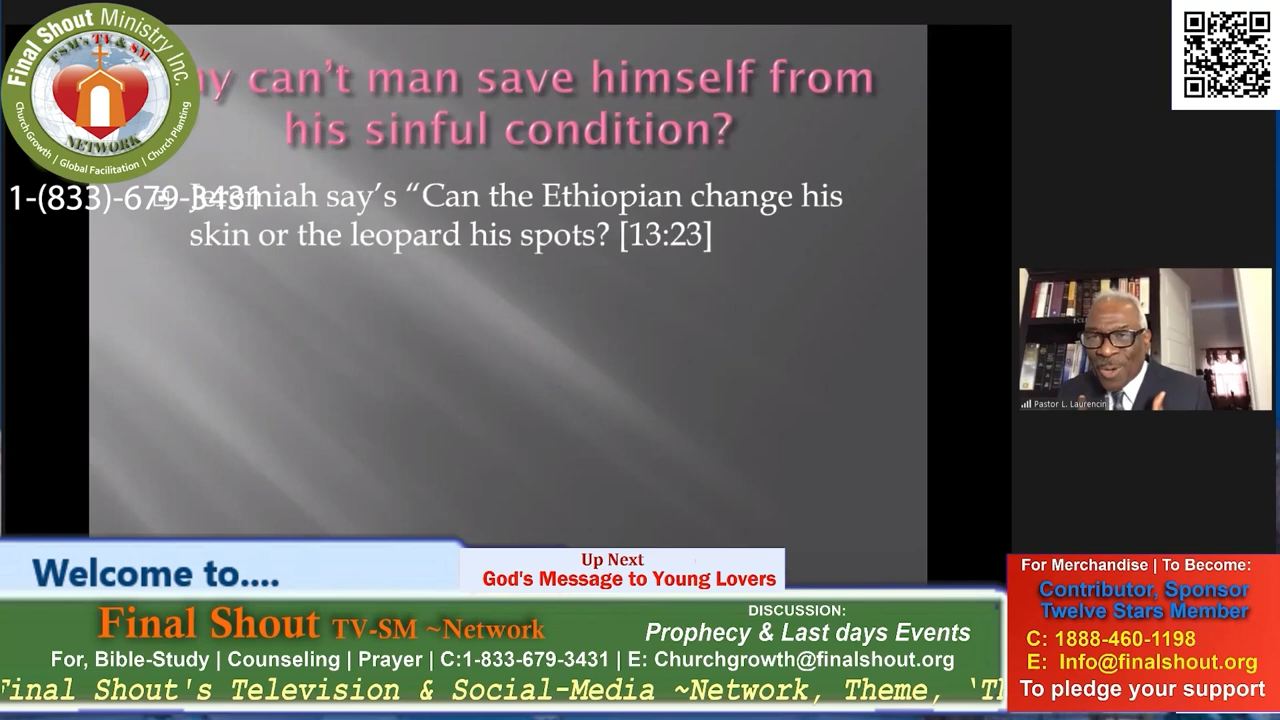 Final Shout Ministry Inc.
FSM's TV & SM
NETWORK
Church Growth | Global Facilitation | Church Planting
1-(833)-679-3431
can't man save himself from
his sinful condition?
Jeremiah say's “Can the Ethiopian change his
skin or the leopard his spots? [13:23]
Pastor L. Laurencin
Up Next
God's Message to Young Lovers
Welcome to....
Final Shout TV-SM ~Network
DISCUSSION:
Prophecy & Last days Events
For, Bible-Study | Counseling | Prayer | C:1-833-679-3431 | E: Churchgrowth@finalshout.org
Final Shout's Television & Social-Media ~Network, Theme,
For Merchandise | To Become:
Contributor, Sponsor
Twelve Stars Member
C: 1888-460-1198
E: Info@finalshout.org
To pledge your support